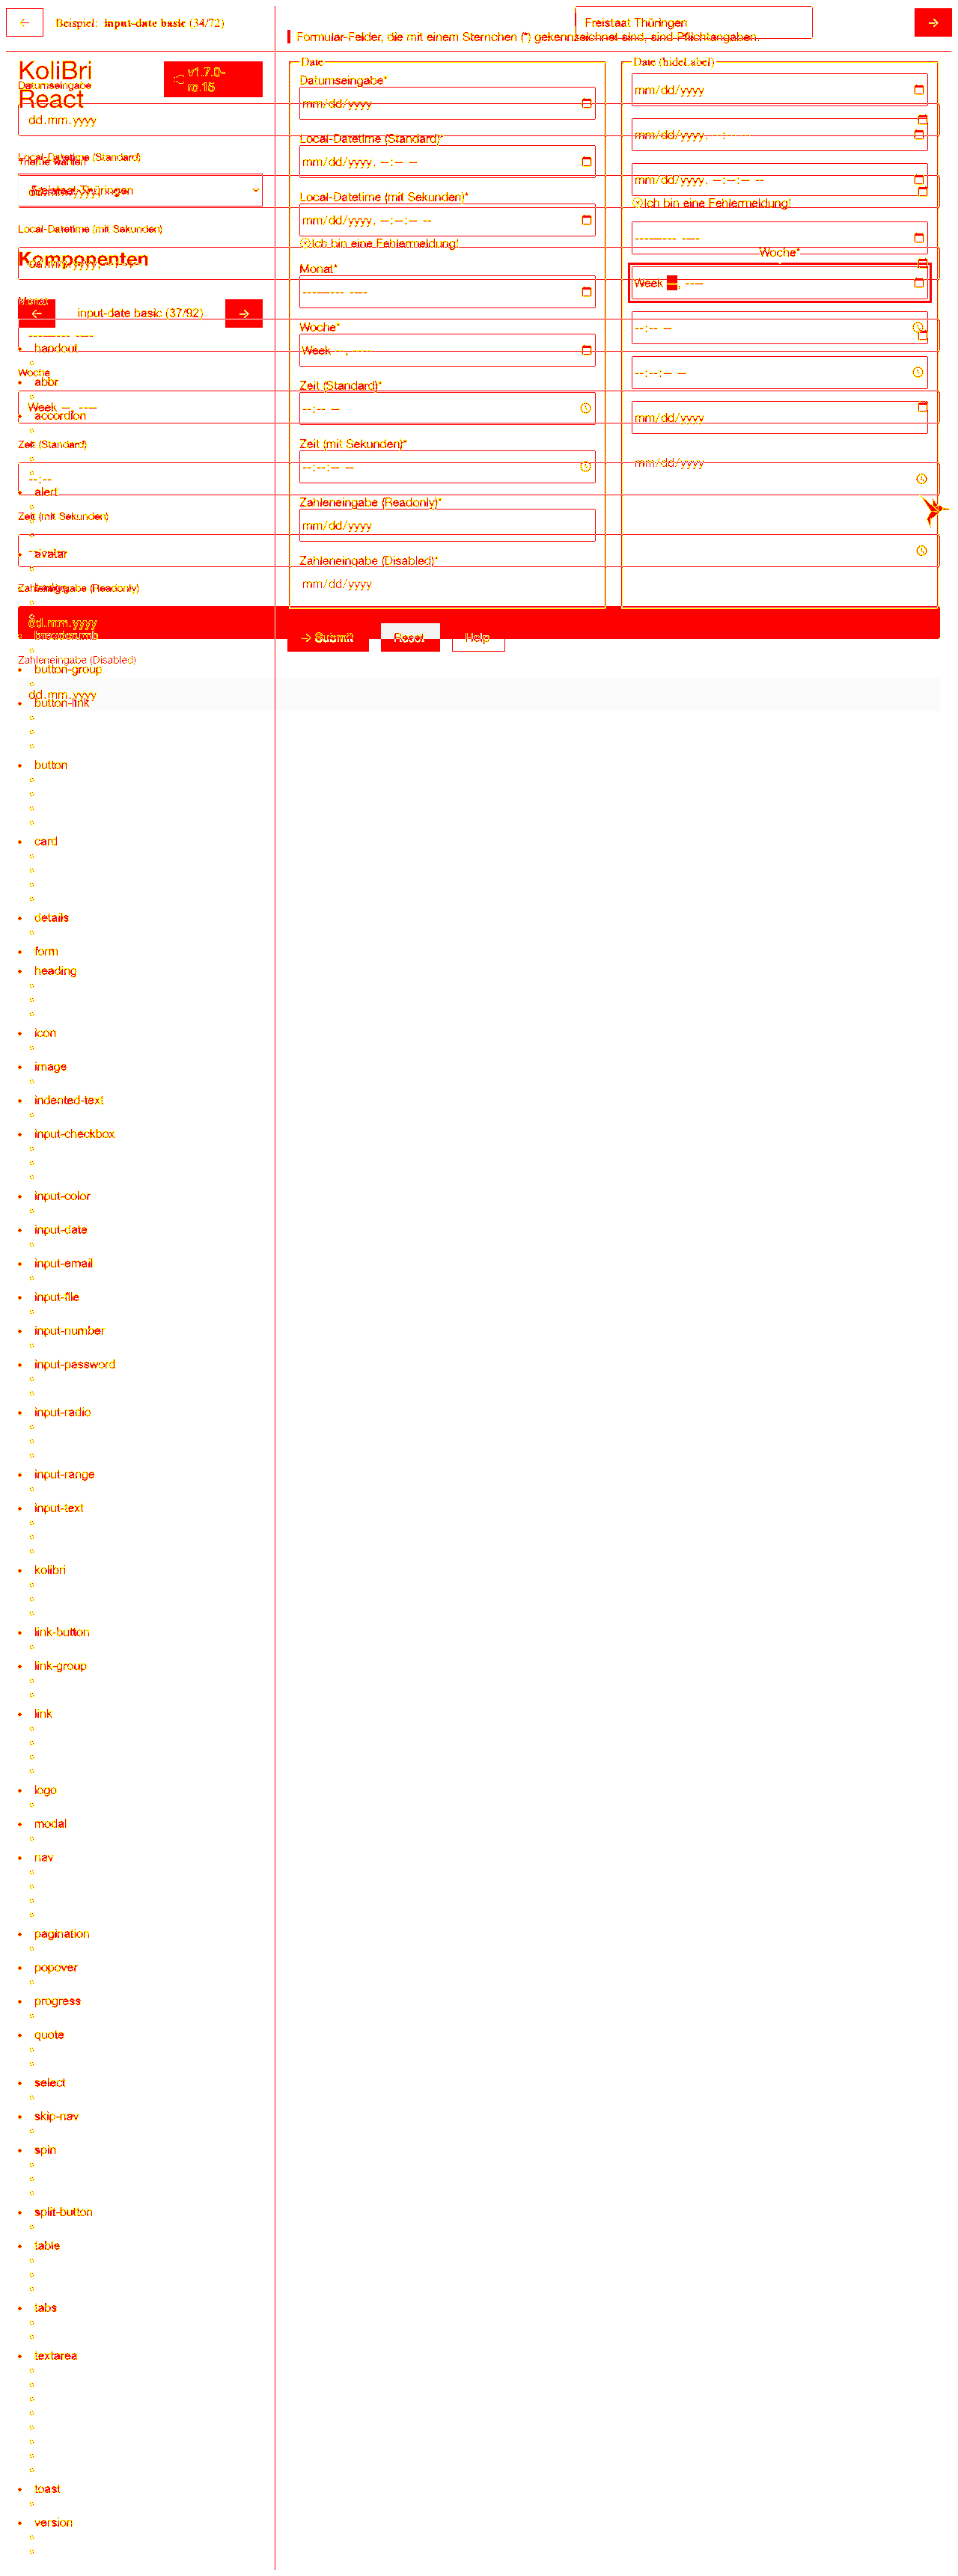 Beispiel: input-date basic (34/72)
Freistaat Thüringen
Formular-Felder, die mit einem Sternchen (*) gekennzeichnet sind, sind Pflichtangaben.
KoliBri
React
v1.7.0-
rc.15
Datumseingabe
dd.mm.yyyy
Local-Datetime (Standard)
Theme wählen
Freistaat Thüringen
Local-Datetime (mit Sekunden)
Komponenten
Monat
input-date basic (37/92)
--------- ----
handout
Woche
abbr
Week --, ----
accordion
Zeit (Standard)
--:--
alert
Zeit (mit Sekunden)
avatar
Zahleneingabe (Readonly)
badge
dd.mm.yyyy
breadcrumb
Zahleneingabe (Disabled)
button-group
dd.mm.yyyy
button-link
button
card
details
form
heading
icon
image
indented-text
input-checkbox
input-color
input-date
input-email
input-file
input-number
input-password
input-radio
input-range
input-text
kolibri
link-button
link-group
link
logo
modal
nav
pagination
popover
progress
quote
select
skip-nav
spin
split-button
table
tabs
textarea
toast
version
Date
Datumseingabe*
mm/dd/yyyy
Local-Datetime (Standard)*
mm/dd/yyyy, --:-- --
Local-Datetime (mit Sekunden)*
mm/dd/yyyy, --:--:-- --
Ich bin eine Fehlermeldung!
Monat*
--------- ----
Woche*
Week --, ----
Zeit (Standard)*
--:-- --
Zeit (mit Sekunden)*
--:--:-- --
Zahleneingabe (Readonly)*
mm/dd/yyyy
Zahleneingabe (Disabled)*
mm/dd/yyyy
Submit
Reset
Help
Date (hideLabel)
mm/dd/yyyy
mm/dd/yyyy, --:-- --
mm/dd/yyyy, --:--:-- --
Ich bin eine Fehlermeldung!
--------- ----
Woche*
Week --, ----
--:-- --
--:--:-- --
mm/dd/yyyy
mm/dd/yyyy